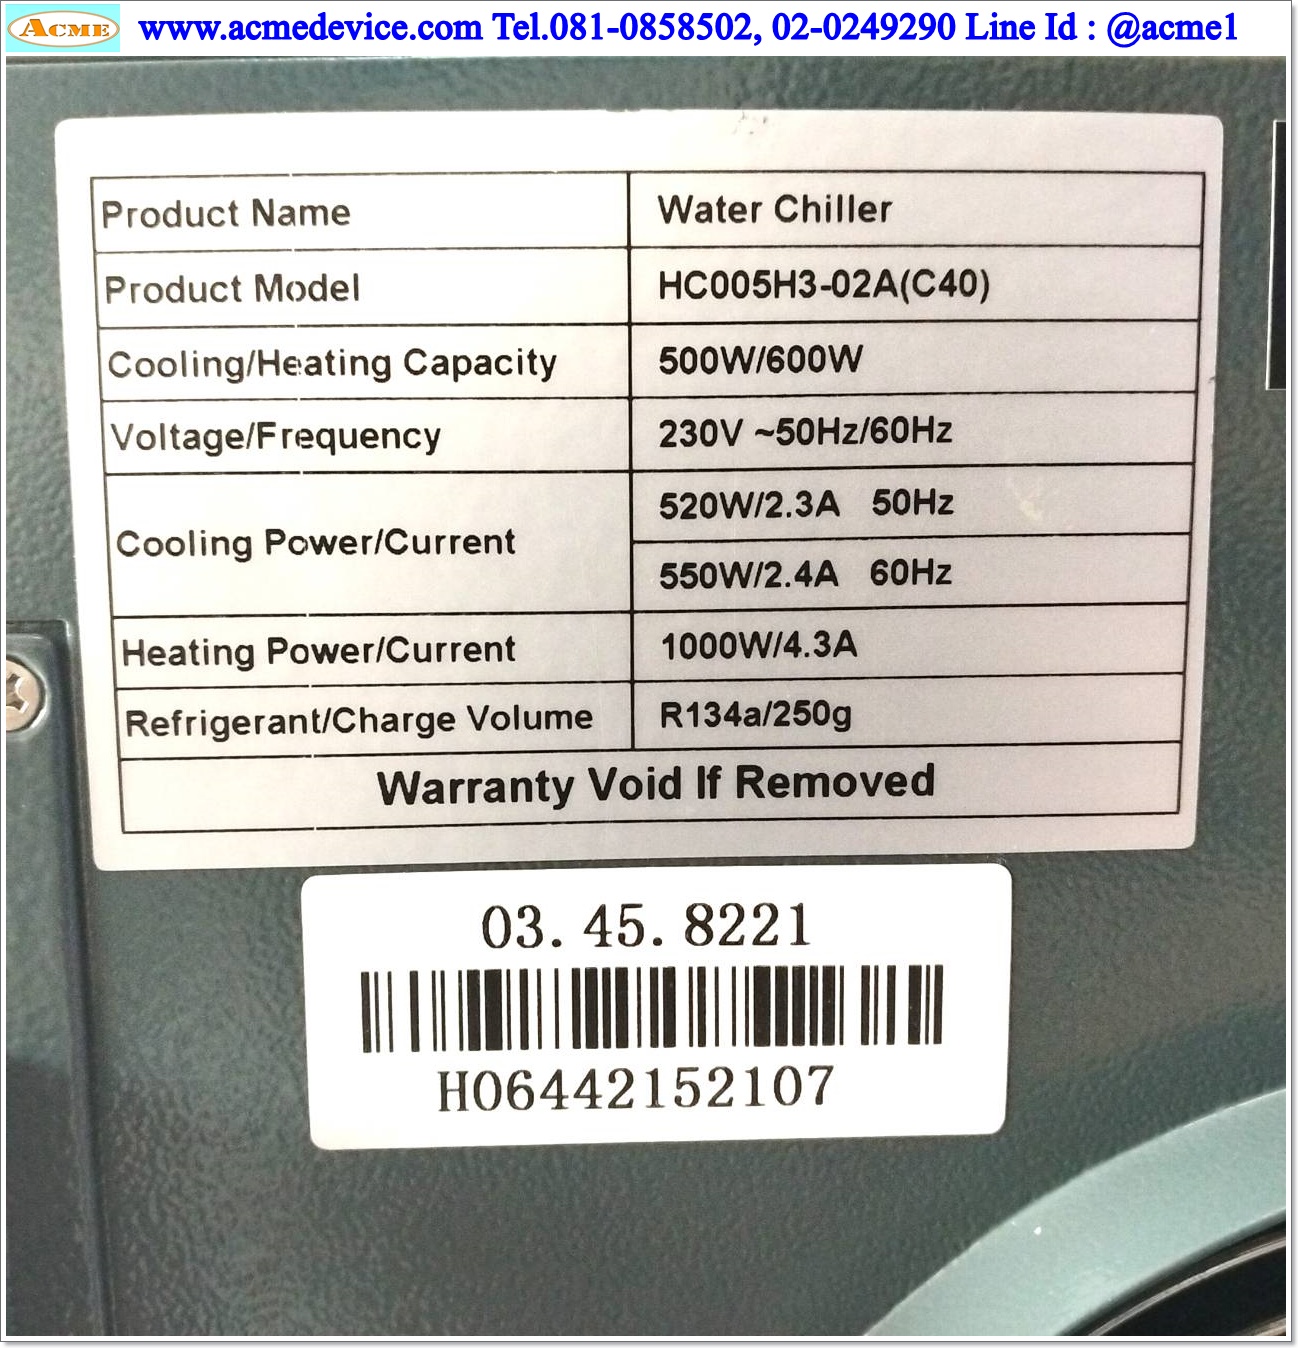 ACME www.acmedevice.com Tel.081-0858502, 02-0249290 Line Id : @acme1
Product Name Water Chiller
Product Model HC005H3-02A(C40)
Cooling/Heating Capacity 500W/600W
Voltage/Frequency 230V ~50Hz/60Hz
Cooling Power/Current 520W/2.3A 50Hz
550W/2.4A 60Hz
Heating Power/Current 1000W/4.3A
Refrigerant/Charge Volume R134a/250g
Warranty Void If Removed
03. 45. 8221
H06442152107